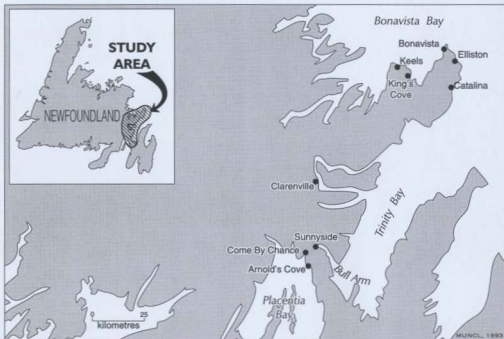 STUDY
AREA
NEWFOUNDLAND
Bonavista Bay
Bonavista
Elliston
Keels
King's
Cove
Catalina
Clarenville
Trinity Bay
Sunnyside
Come By Chance
Bull Arm
Arnold's Cove
Placentia
Bay
0 25
kilometres
MUNCL, 1993